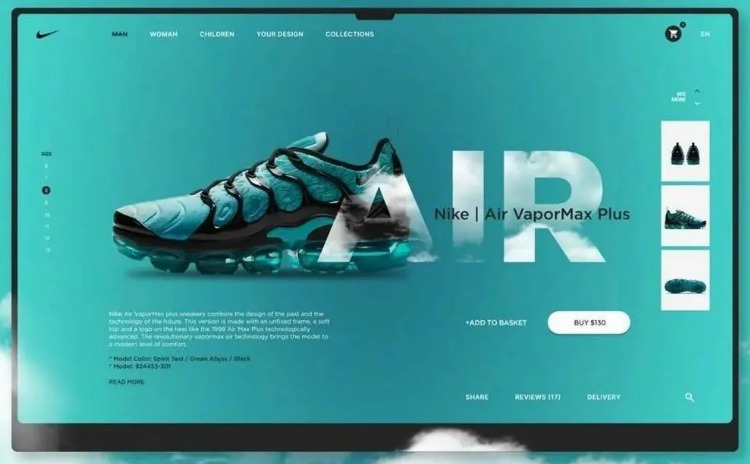 MAN
WOMAN
CHILDREN
YOUR DESIGN
COLLECTIONS
EN
SEE
MORE
SIZE
8
9
10
11
12
13
AIR
Nike | Air VaporMax Plus
Nike Air VaporMax plus sneakers combine the design of the past and the
technology of the future. This version is made with an unfixed frame, a soft
top and a logo on the heel like the 1998 Air Max Plus technologically
advanced. The revolutionary vapormax air technology brings the model to
a modern level of comfort.
* Model Color: Spirit Teal / Green Abyss / Black
* Model: 924453-301
READ MORE
+ADD TO BASKET
BUY $130
SHARE
REVIEWS (17)
DELIVERY